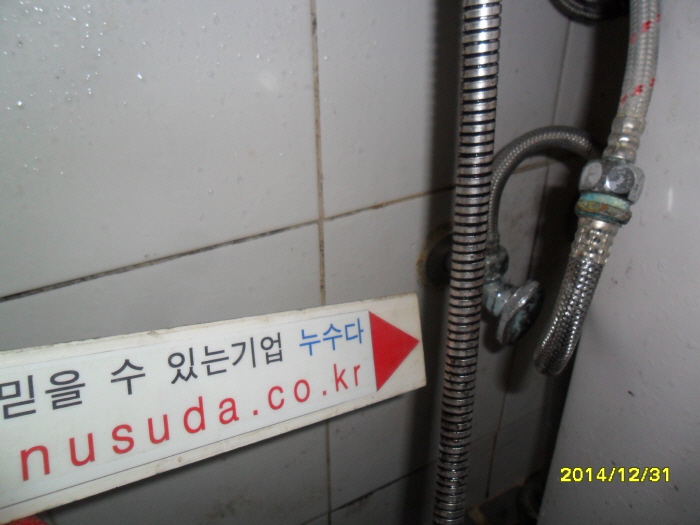 믿을 수 있는기업 누수다
nusuda.co.kr
2014/12/31